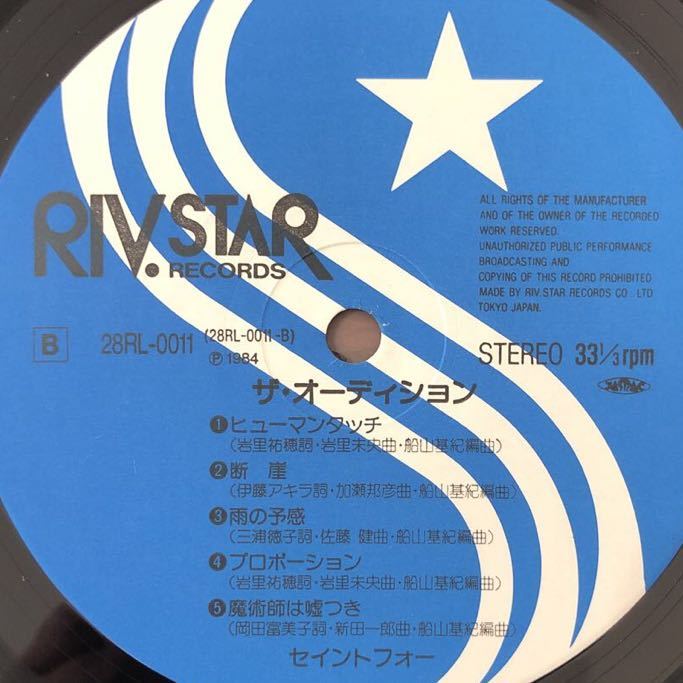 RIV.STAR
RECORDS
ALL RIGHTS OF THE MANUFACTURER
AND OF THE OWNER OF THE RECORDED
WORK RESERVED.
UNAUTHORIZED PUBLIC PERFORMANCE
BROADCASTING AND
COPYING OF THIS RECORD PROHIBITED
MADE BY RIV.STAR RECORDS CO., LTD
TOKYO JAPAN.
B 28RL-0011 (28RL-0011-B)
℗ 1984
STEREO 33⅓rpm
JASRAC
ザ・オーディション
❶ヒューマンタッチ
(岩里祐穂詞・岩里未央曲・船山基紀編曲)
❷断 崖
(伊藤アキラ詞・加瀬邦彦曲・船山基紀編曲)
❸雨の予感
(三浦徳子詞・佐藤 健曲・船山基紀編曲)
❹プロポーション
(岩里祐穂詞・岩里未央曲・船山基紀編曲)
❺魔術師は嘘つき
(岡田富美子詞・新田一郎曲・船山基紀編曲)
セイントフォー